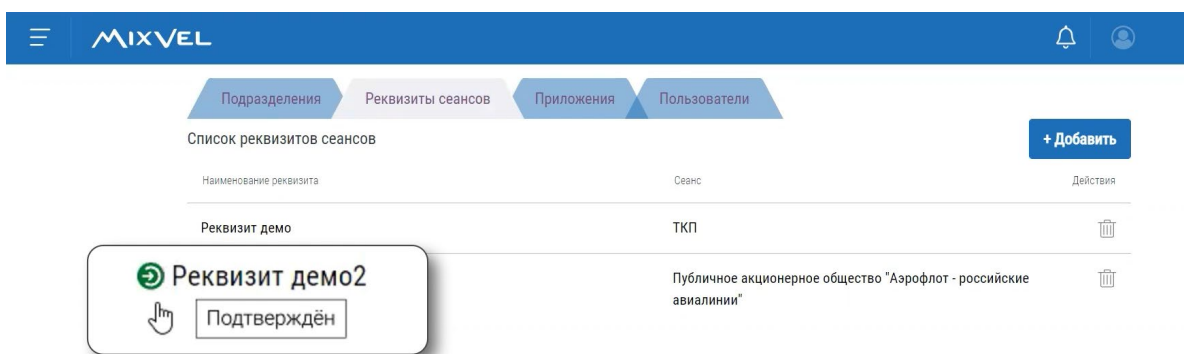 MIXVEL
Подразделения
Реквизиты сеансов
Приложения
Пользователи
Список реквизитов сеансов
+ Добавить
Наименование реквизита
Сеанс
Действия
Реквизит демо
ТКП
Реквизит демо2
Подтверждён
Публичное акционерное общество "Аэрофлот - российские
авиалинии"